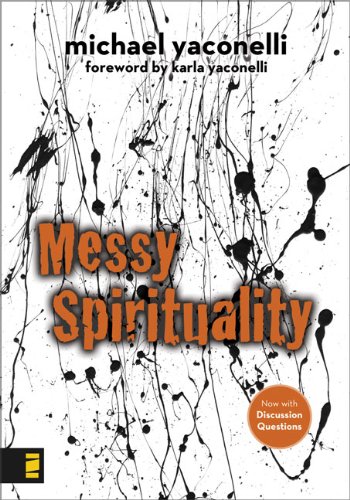 michael yaconelli
foreword by karla yaconelli
Messy
Spirituality
Now with
Discussion
Questions